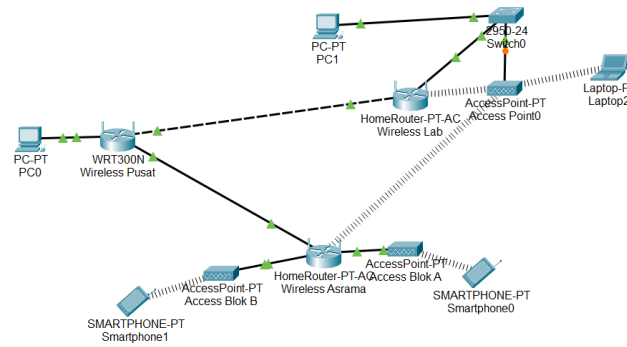 2950-24
Switch0
PC-PT
PC1
HomeRouter-PT-AC
Wireless Lab
AccessPoint-PT
Access Point0
Laptop-P
Laptop2
PC-PT
PC0
WRT300N
Wireless Pusat
AccessPoint-PT
Access Blok B
HomeRouter-PT-AC
Wireless Asrama
AccessPoint-PT
Access Blok A
SMARTPHONE-PT
Smartphone0
SMARTPHONE-PT
Smartphone1